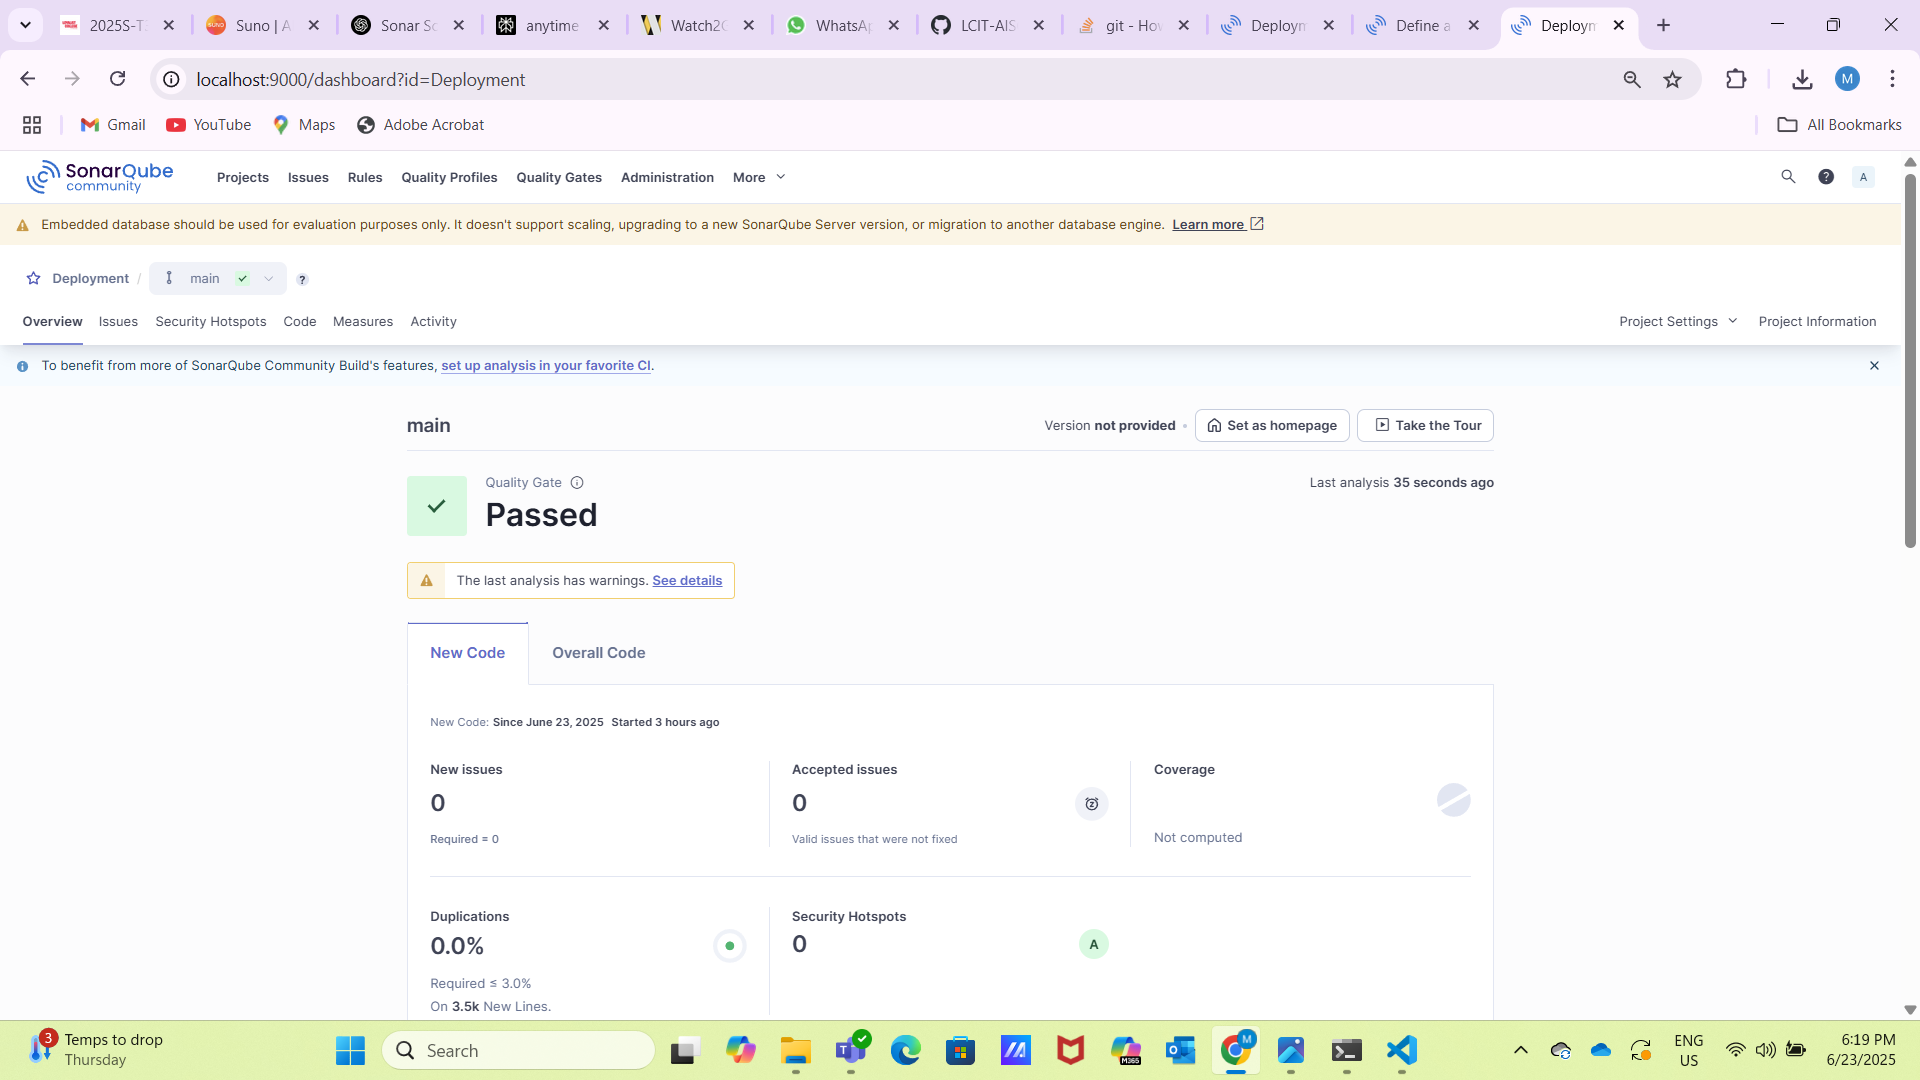 2025S-T
Suno | A
Sonar Sc
anytime
Watch2G
WhatsAp
LCIT-AIS
git - How
Deploym
Define a
Deploym
localhost:9000/dashboard?id=Deployment
M
Gmail
YouTube
Maps
Adobe Acrobat
All Bookmarks
SonarQube
community
Projects
Issues
Rules
Quality Profiles
Quality Gates
Administration
More
?
A
Embedded database should be used for evaluation purposes only. It doesn't support scaling, upgrading to a new SonarQube Server version, or migration to another database engine. Learn more
Deployment / main
?
Overview
Issues
Security Hotspots
Code
Measures
Activity
Project Settings
Project Information
To benefit from more of SonarQube Community Build's features, set up analysis in your favorite CI.
main
Version not provided
Set as homepage
Take the Tour
Quality Gate
Passed
Last analysis 35 seconds ago
The last analysis has warnings. See details
New Code
Overall Code
New Code: Since June 23, 2025 Started 3 hours ago
New issues
0
Required = 0
Accepted issues
0
Valid issues that were not fixed
Coverage
Not computed
Duplications
0.0%
Required ≤ 3.0%
On 3.5k New Lines.
Security Hotspots
0
A
3
Temps to drop
Thursday
Search
M365
M
ENG
US
6:19 PM
6/23/2025